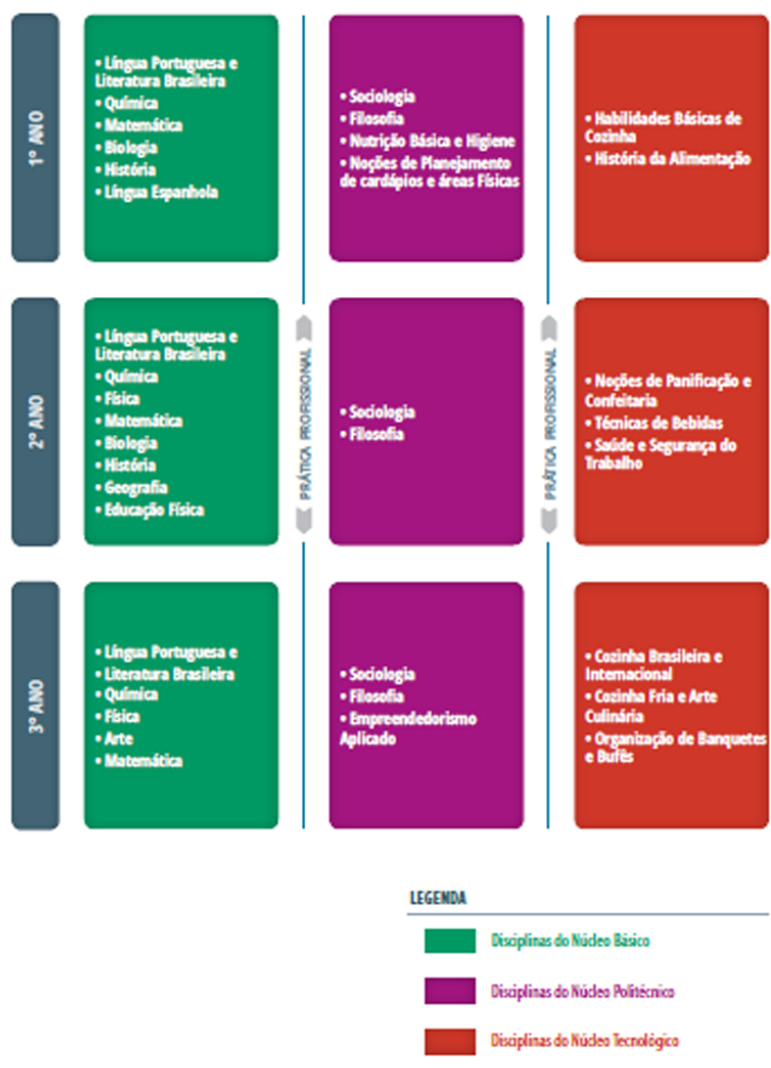 1º ANO
• Língua Portuguesa e
Literatura Brasileira
• Química
• Matemática
• Biologia
• História
• Língua Espanhola
• Sociologia
• Filosofia
• Nutrição Básica e Higiene
• Noções de Planejamento
de cardápios e áreas Físicas
• Habilidades Básicas de
Cozinha
• História da Alimentação
2º ANO
• Língua Portuguesa e
Literatura Brasileira
• Química
• Física
• Matemática
• Biologia
• História
• Geografia
• Educação Física
PRÁTICA PROFISSIONAL
• Sociologia
• Filosofia
PRÁTICA PROFISSIONAL
• Noções de Panificação e
Confeitaria
• Técnicas de Bebidas
• Saúde e Segurança do
Trabalho
3º ANO
• Língua Portuguesa e
• Literatura Brasileira
• Química
• Física
• Arte
• Matemática
• Sociologia
• Filosofia
• Empreendedorismo
Aplicado
• Cozinha Brasileira e
Internacional
• Cozinha Fria e Arte
Culinária
• Organização de Banquetes
e Bufês
LEGENDA
Disciplinas do Núcleo Básico
Disciplinas do Núcleo Politécnico
Disciplinas do Núcleo Tecnológico